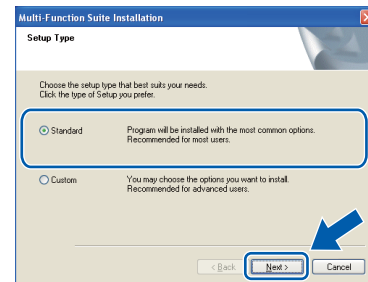 Multi-Function Suite Installation
Setup Type
Choose the setup type that best suits your needs.
Click the type of Setup you prefer.
Standard
Program will be installed with the most common options.
Recommended for most users.
Custom
You may choose the options you want to install.
Recommended for advanced users.
< Back
Next >
Cancel